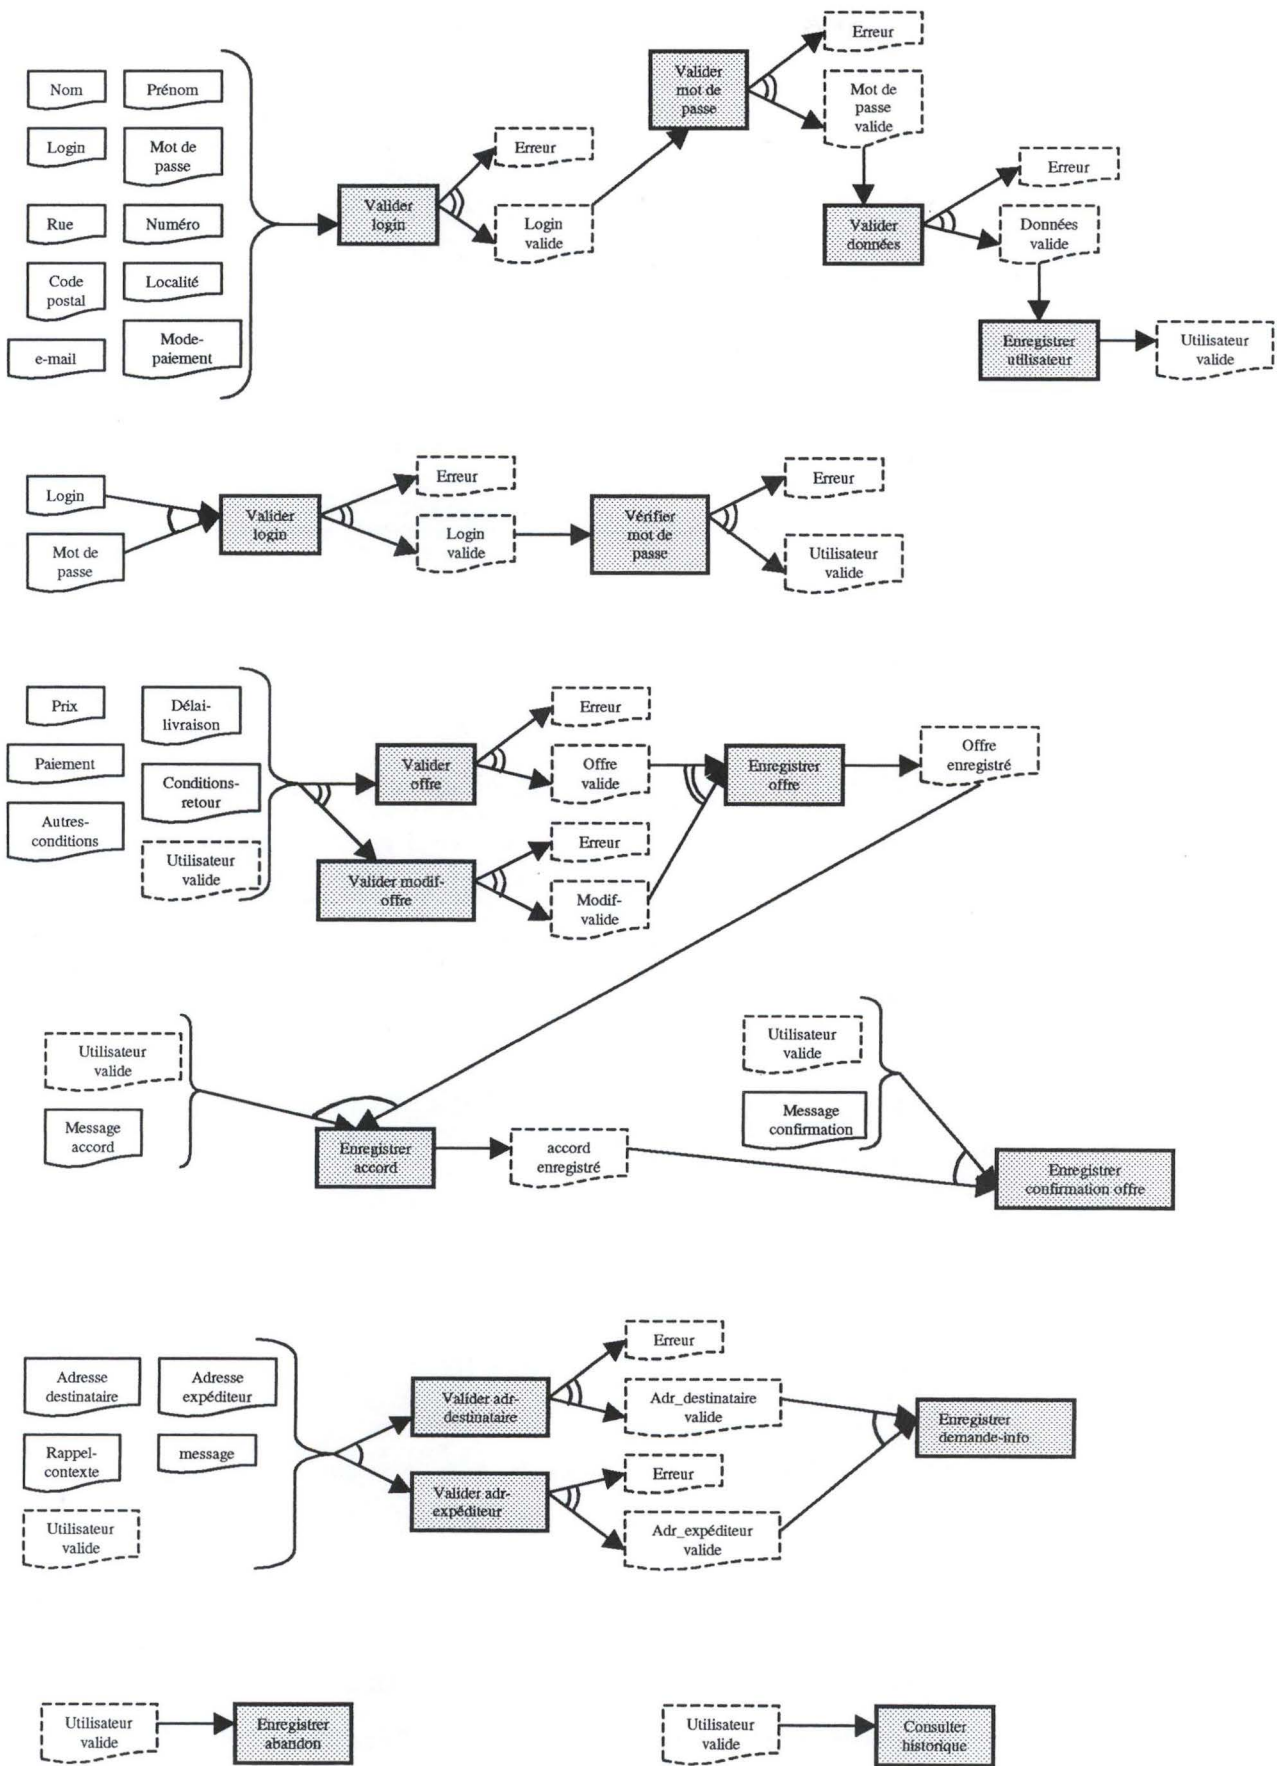 Nom
Prénom
Login
Mot de
passe
Rue
Numéro
Code
postal
Localité
e-mail
Mode-
paiement
Valider
login
Erreur
Login
valide
Valider
mot de
passe
Erreur
Mot de
passe
valide
Valider
données
Erreur
Données
valide
Enregistrer
utilisateur
Utilisateur
valide
Login
Mot de
passe
Valider
login
Erreur
Login
valide
Vérifier
mot de
passe
Erreur
Utilisateur
valide
Prix
Délai-
livraison
Paiement
Conditions-
retour
Autres-
conditions
Utilisateur
valide
Valider
offre
Erreur
Offre
valide
Valider modif-
offre
Erreur
Modif-
valide
Enregistrer
offre
Offre
enregistré
Utilisateur
valide
Message
accord
Enregistrer
accord
accord
enregistré
Utilisateur
valide
Message
confirmation
Enregistrer
confirmation offre
Adresse
destinataire
Adresse
expéditeur
Rappel-
contexte
message
Utilisateur
valide
Valider adr-
destinataire
Erreur
Adr_destinataire
valide
Valider adr-
expéditeur
Erreur
Adr_expéditeur
valide
Enregistrer
demande-info
Utilisateur
valide
Enregistrer
abandon
Utilisateur
valide
Consulter
historique